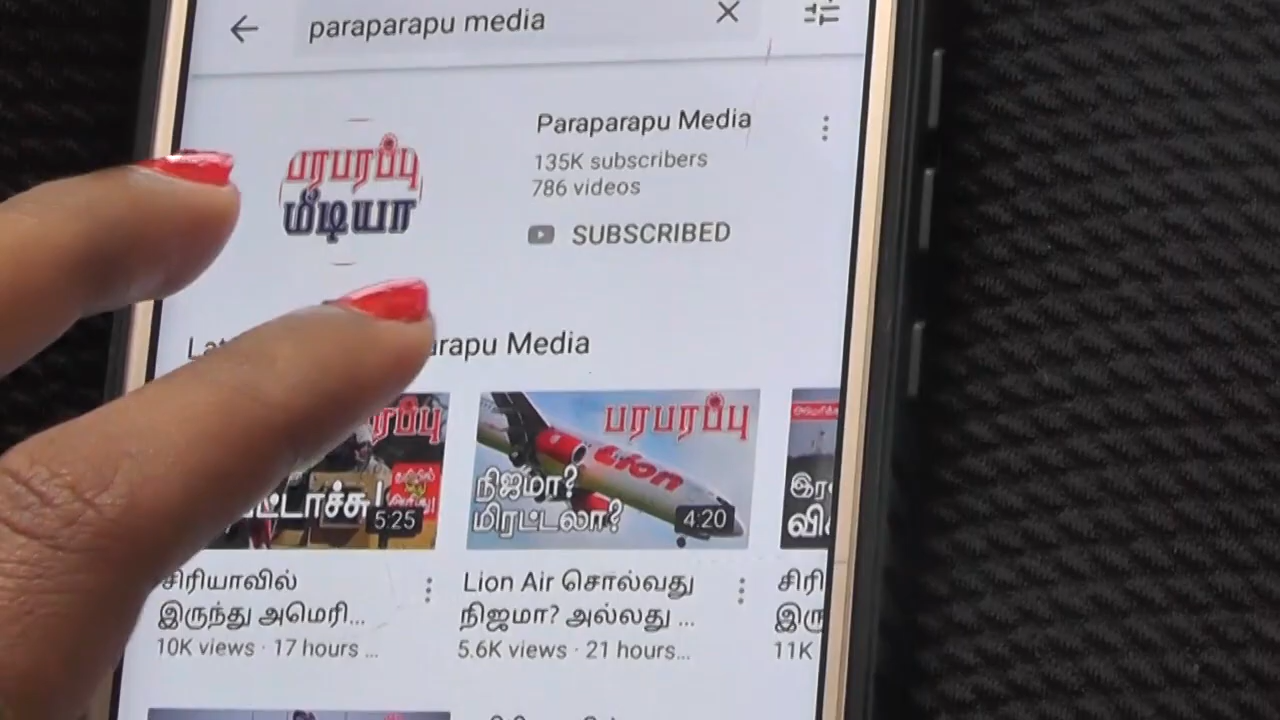 paraparapu media
பரபரப்பு
மீடியா
Paraparapu Media
135K subscribers
786 videos
SUBSCRIBED
arapu Media
5:25
பரபரப்பு
Lion
நிஜமா?
மிரட்டலா?
4:20
சிரியாவில்
இருந்து அமெரி...
10K views · 17 hours ...
Lion Air சொல்வது
நிஜமா? அல்லது ...
5.6K views · 21 hours...
சிரி
இரு
11K